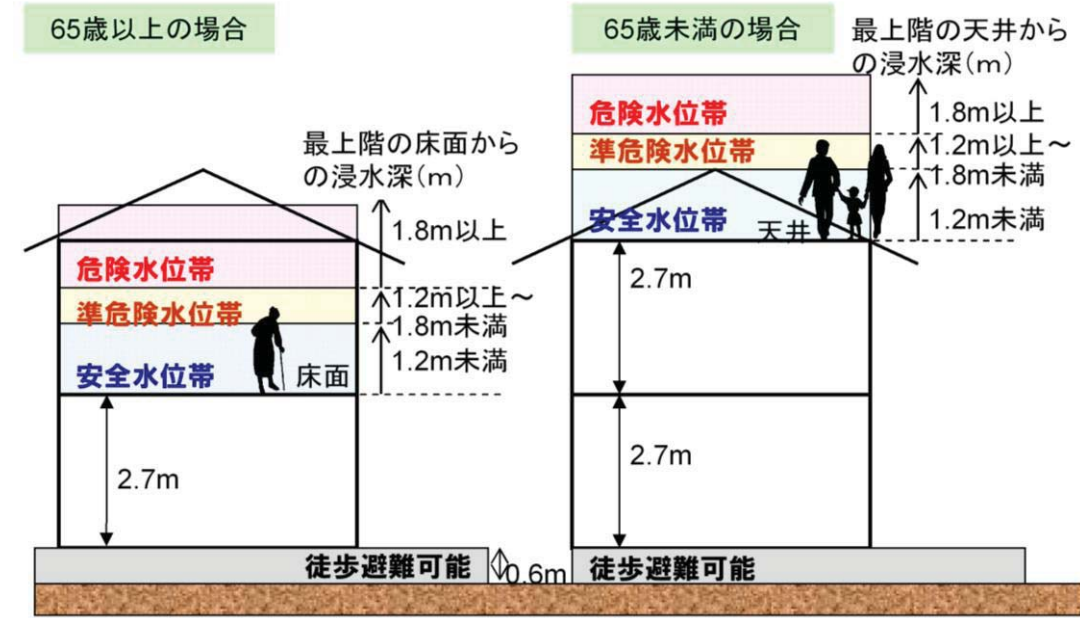 65歳以上の場合
最上階の床面から
の浸水深(m)
1.8m以上
危険水位帯
1.2m以上～
準危険水位帯
1.8m未満
1.2m未満
安全水位帯
床面
2.7m
徒歩避難可能
0.6m
65歳未満の場合
最上階の天井から
の浸水深(m)
危険水位帯
1.8m以上
準危険水位帯
1.2m以上～
1.8m未満
安全水位帯
天井
1.2m未満
2.7m
2.7m
徒歩避難可能